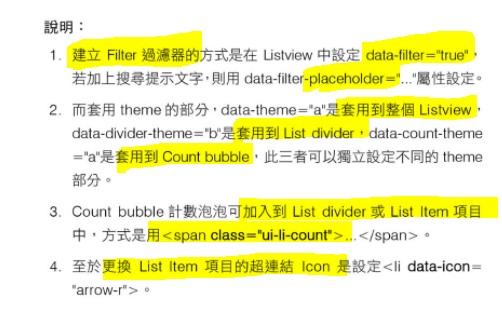 說明：
1. 建立 Filter 過濾器的方式是在 Listview 中設定 data-filter="true"，
若加上搜尋提示文字，則用 data-filter-placeholder="..."屬性設定。
2. 而套用 theme 的部分，data-theme="a"是套用到整個 Listview，
data-divider-theme="b"是套用到 List divider，data-count-theme
="a"是套用到 Count bubble，此三者可以獨立設定不同的 theme
部分。
3. Count bubble 計數泡泡可加入到 List divider 或 List Item 項目
中，方式是用<span class="ui-li-count">...</span>。
4. 至於更換 List Item 項目的超連結 Icon 是設定<li data-icon=
"arrow-r">。